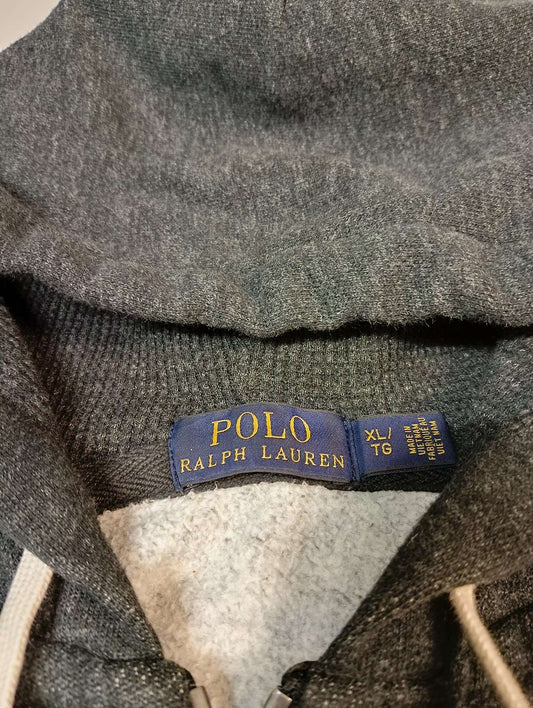 POLO
RALPH LAUREN
XL/
TG
MADE IN
VIETNAM
FABRIQUÉ AU
VIET NAM